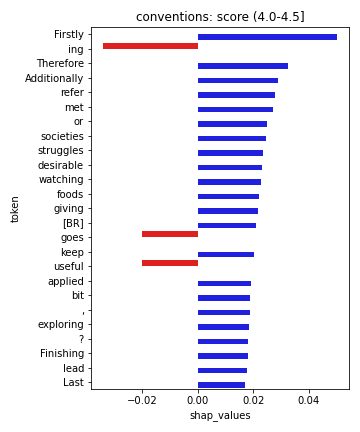 conventions: score (4.0-4.5]
Firstly
ing
Therefore
Additionally
refer
met
or
societies
struggles
desirable
watching
foods
giving
[BR]
goes
keep
useful
applied
bit
,
exploring
?
Finishing
lead
Last
token
−0.02 0.00 0.02 0.04
shap_values